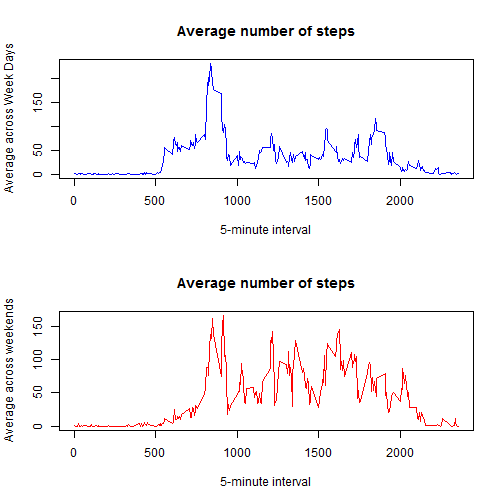 Average number of steps
Average across Week Days
0 50 150
0 500 1000 1500 2000
5-minute interval
Average number of steps
Average across weekends
0 50 100 150
0 500 1000 1500 2000
5-minute interval